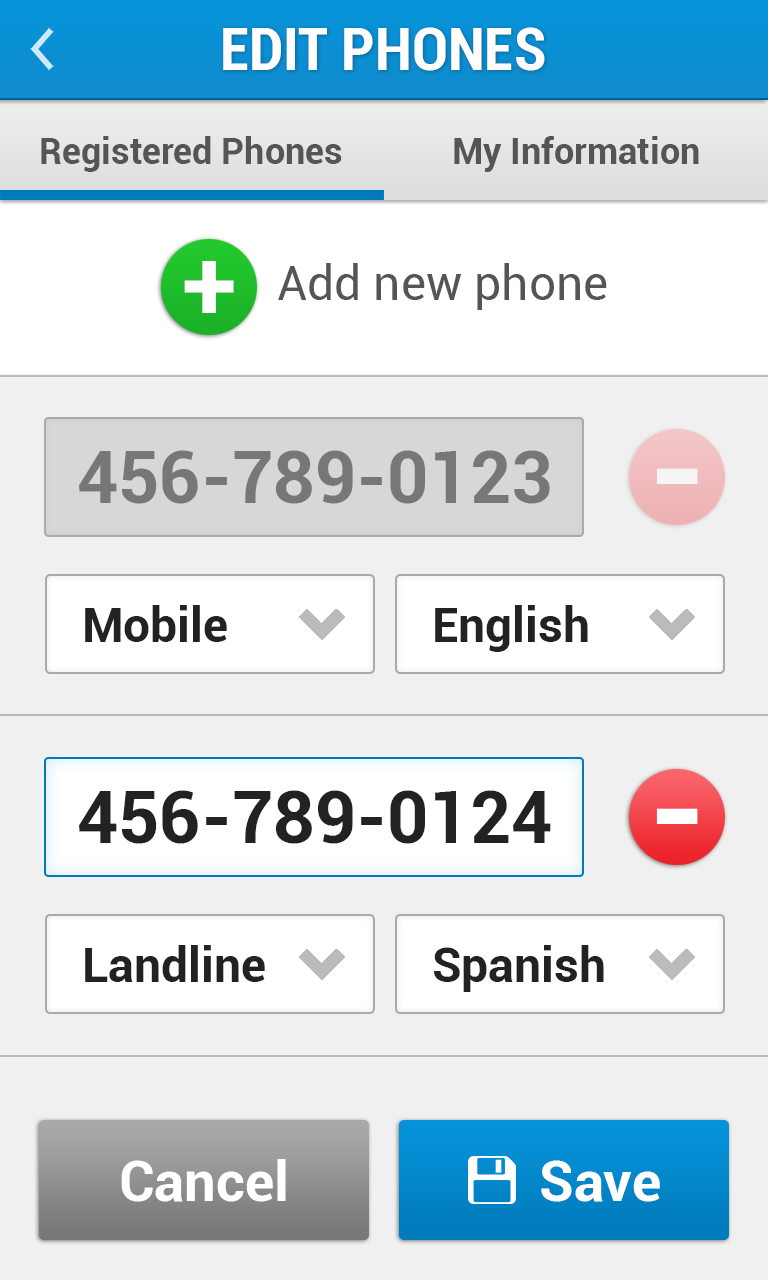 EDIT PHONES
Registered Phones My Information
Add new phone
456-789-0123
Mobile English
456-789-0124
Landline Spanish
Cancel Save